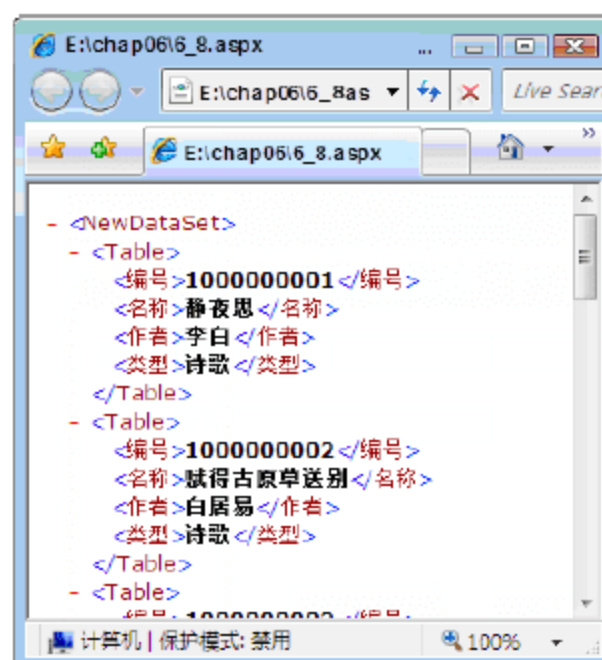 E:\chap06\6_8.aspx ...
E:\chap06\6_8as Live Sear
E:\chap06\6_8.aspx »
- <NewDataSet>
- <Table>
<编号>1000000001</编号>
<名称>静夜思</名称>
<作者>李白</作者>
<类型>诗歌</类型>
</Table>
- <Table>
<编号>1000000002</编号>
<名称>赋得古原草送别</名称>
<作者>白居易</作者>
<类型>诗歌</类型>
</Table>
- <Table>
计算机 | 保护模式: 禁用 100%